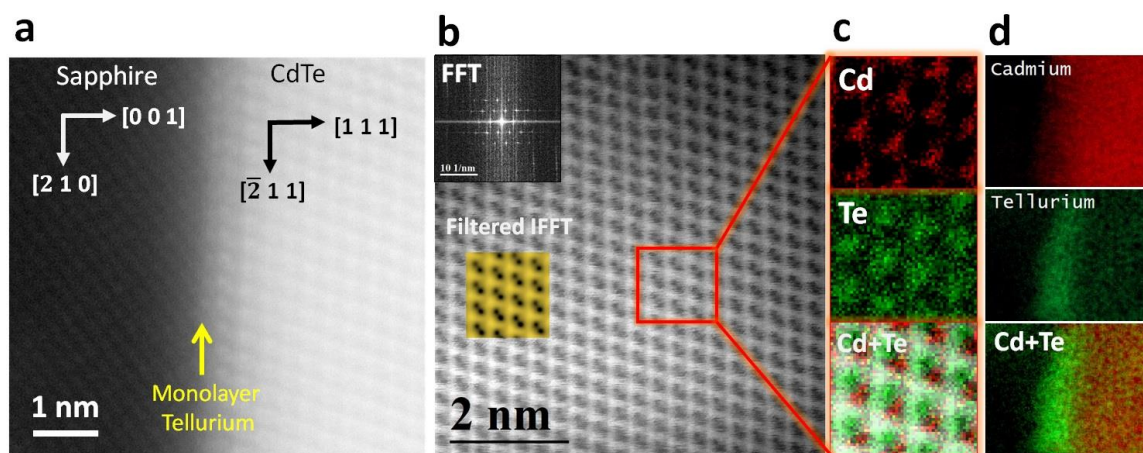 a
Sapphire
CdTe
[0 0 1]
[2 1 0]
[1 1 1]
[2̅ 1 1]
Monolayer
Tellurium
1 nm
b
FFT
10 1/nm
Filtered IFFT
2 nm
c
Cd
Te
Cd+Te
d
Cadmium
Tellurium
Cd+Te